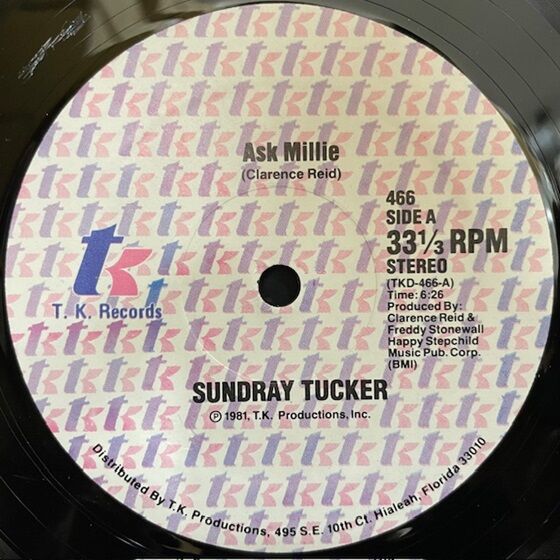 Ask Millie
(Clarence Reid)
466
SIDE A
33⅓ RPM
STEREO
(TKD-466-A)
Time: 6:26
Produced By:
Clarence Reid &
Freddy Stonewall
Happy Stepchild
Music Pub. Corp.
(BMI)
tk
T. K. Records
SUNDRAY TUCKER
Ⓟ 1981, T.K. Productions, Inc.
Distributed By T.K. Productions, 495 S.E. 10th Ct. Hialeah, Florida 33010